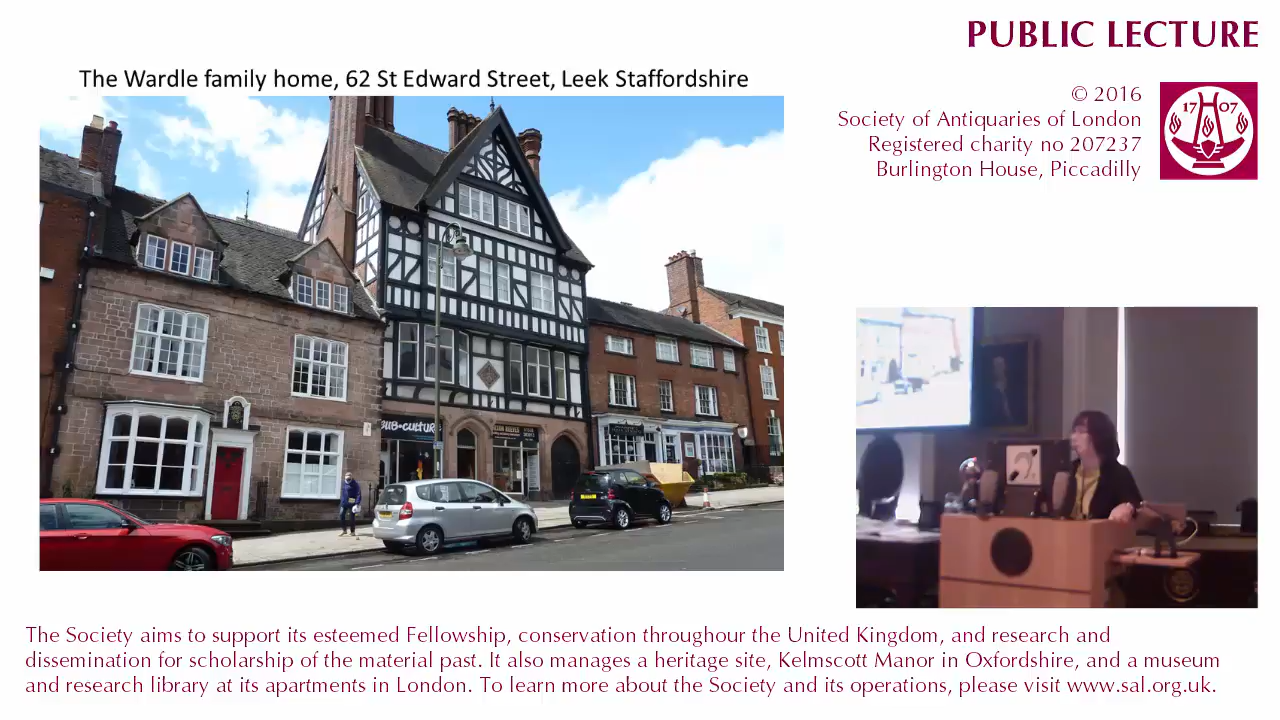 PUBLIC LECTURE
The Wardle family home, 62 St Edward Street, Leek Staffordshire
© 2016
Society of Antiquaries of London
Registered charity no 207237
Burlington House, Piccadilly
17 07
SUB-CULTURE
The Society aims to support its esteemed Fellowship, conservation throughour the United Kingdom, and research and
dissemination for scholarship of the material past. It also manages a heritage site, Kelmscott Manor in Oxfordshire, and a museum
and research library at its apartments in London. To learn more about the Society and its operations, please visit www.sal.org.uk.